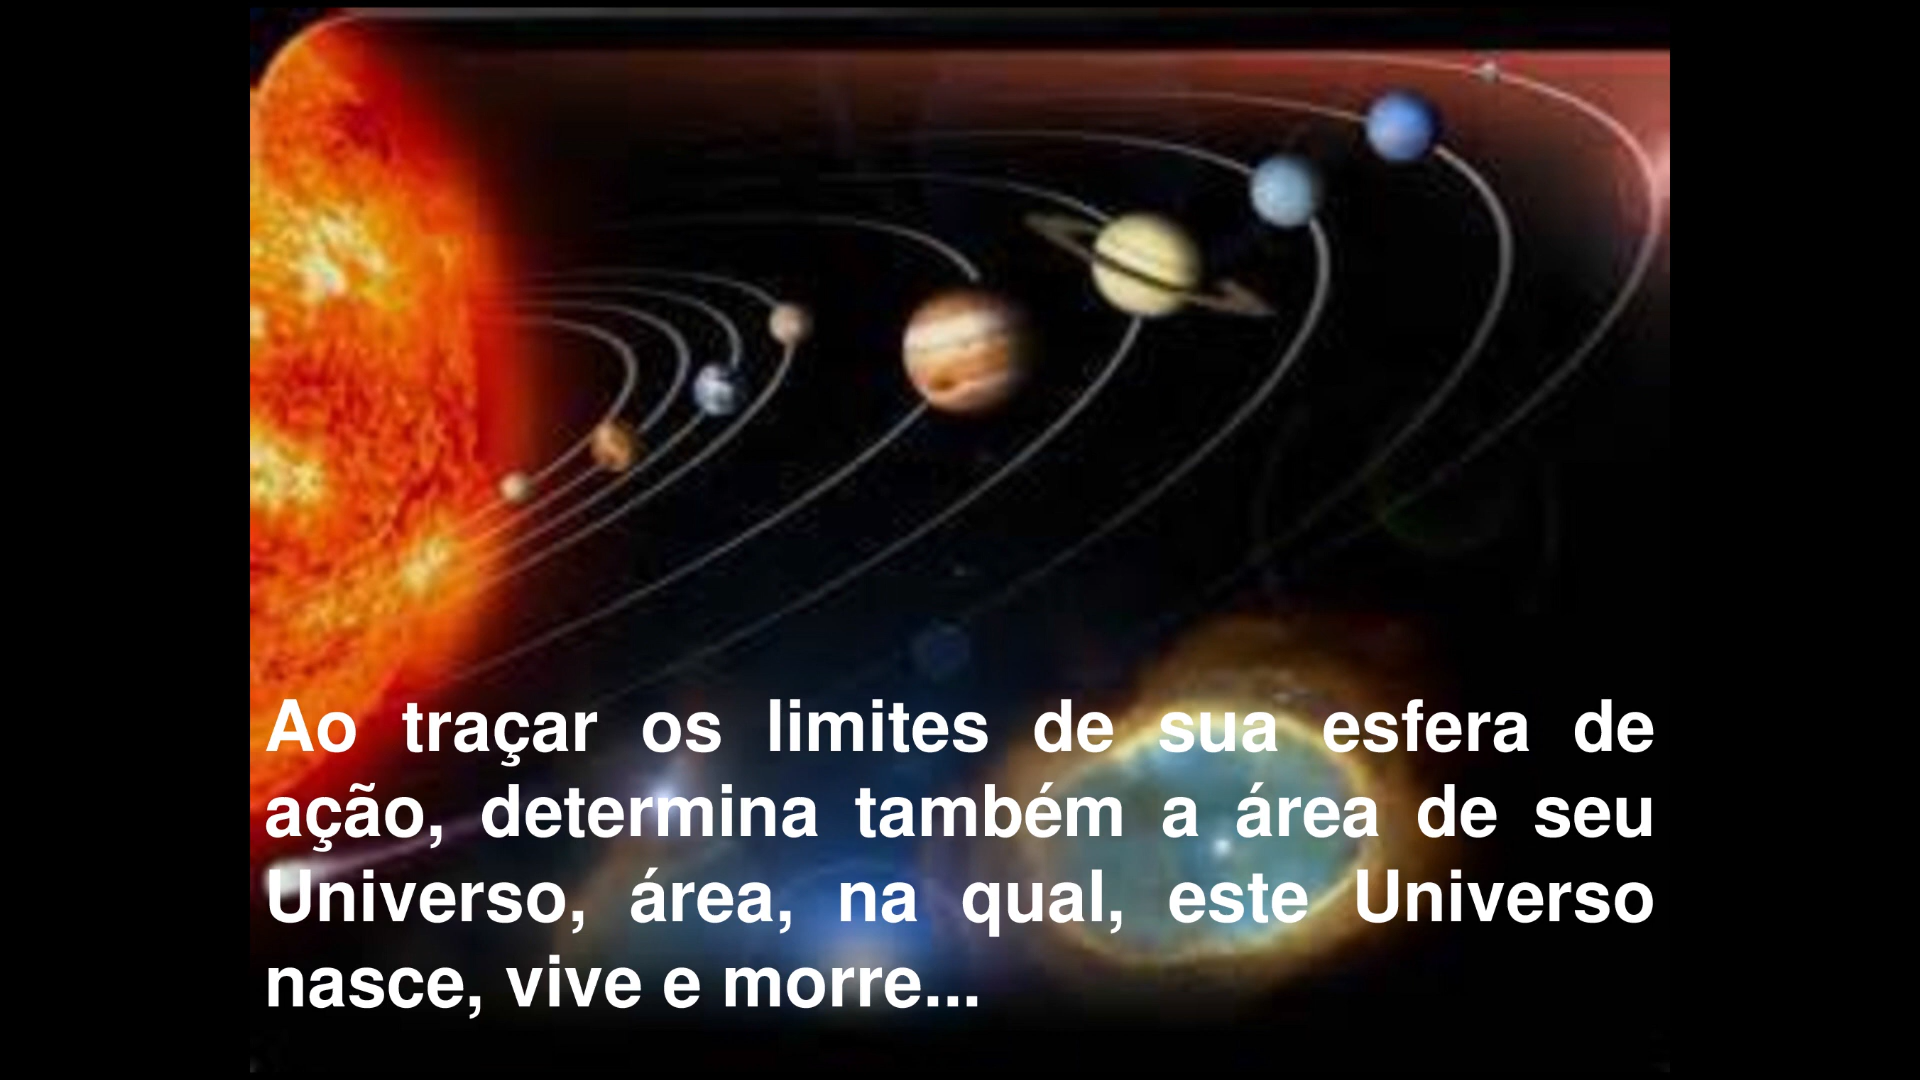 Ao traçar os limites de sua esfera de
ação, determina também a área de seu
Universo, área, na qual, este Universo
nasce, vive e morre...